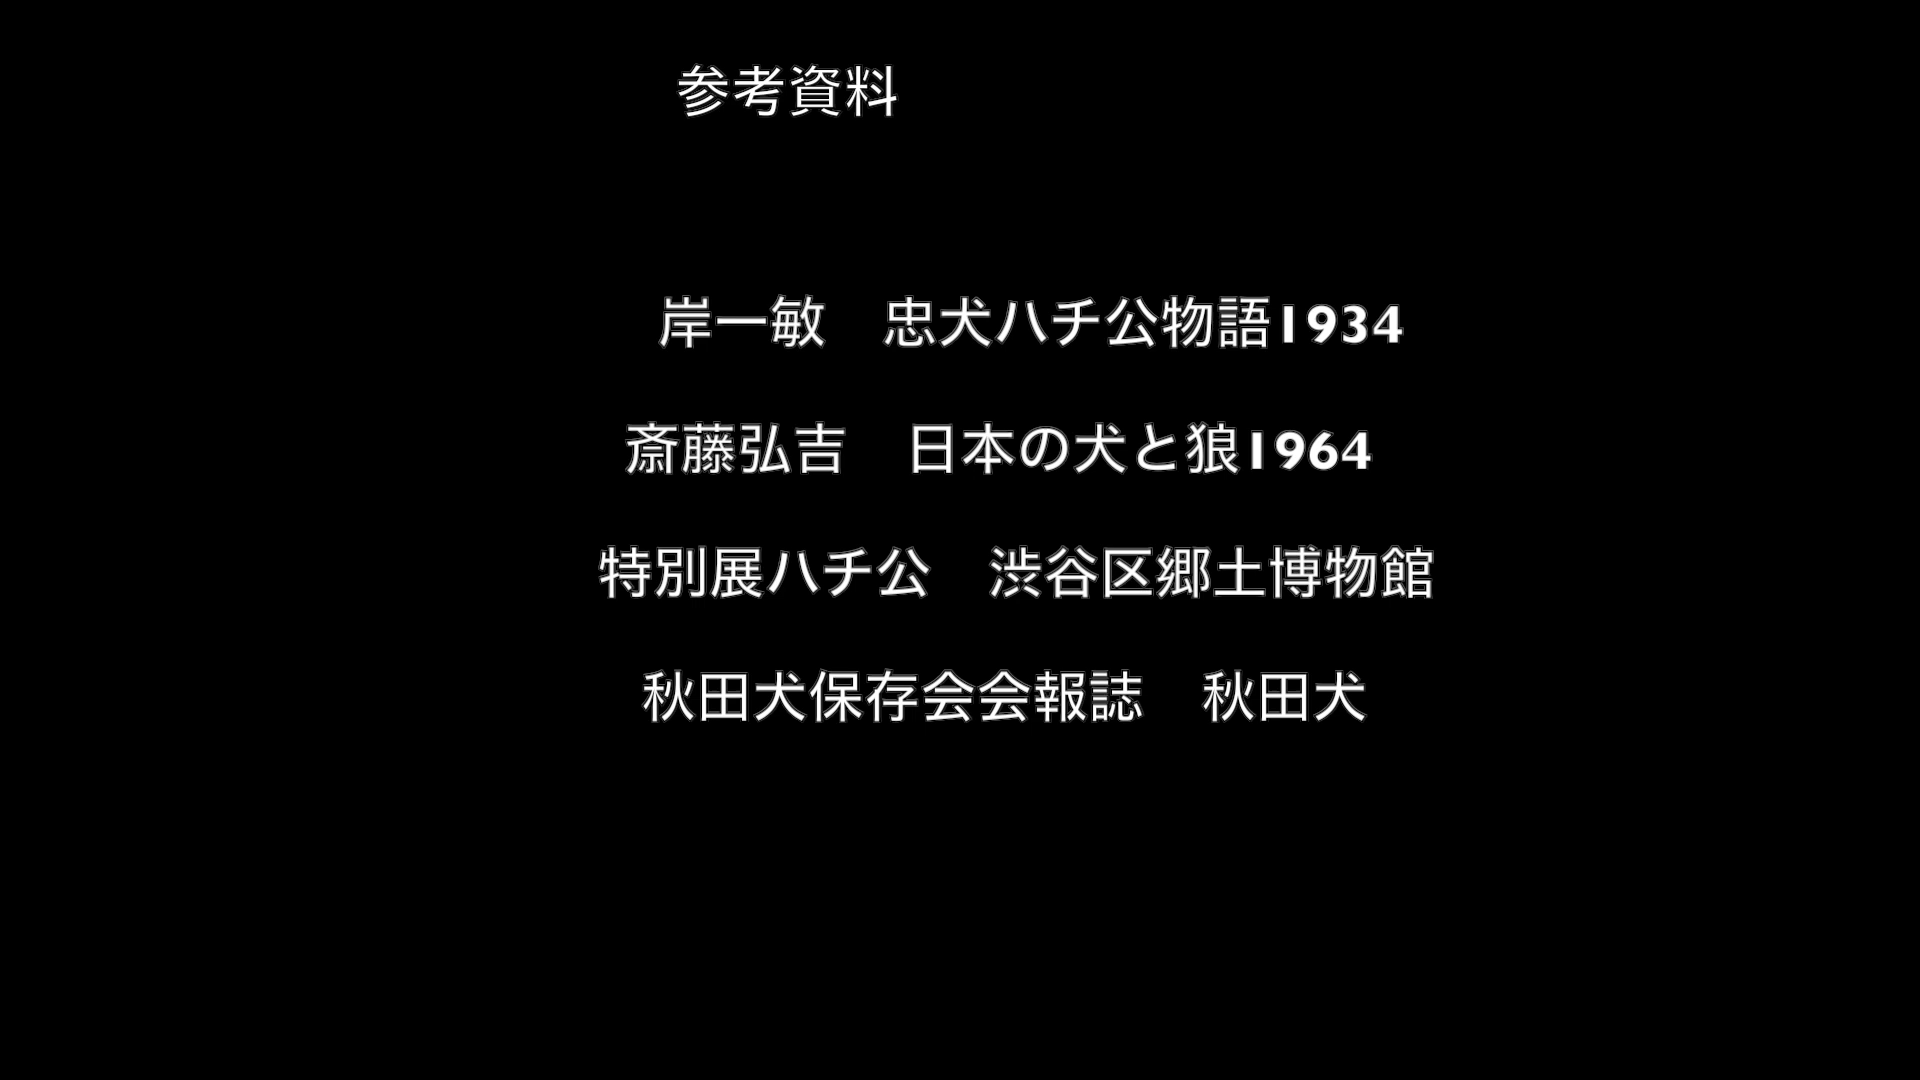 参考資料
岸一敏　忠犬ハチ公物語1934
斎藤弘吉　日本の犬と狼1964
特別展ハチ公　渋谷区郷土博物館
秋田犬保存会会報誌　秋田犬